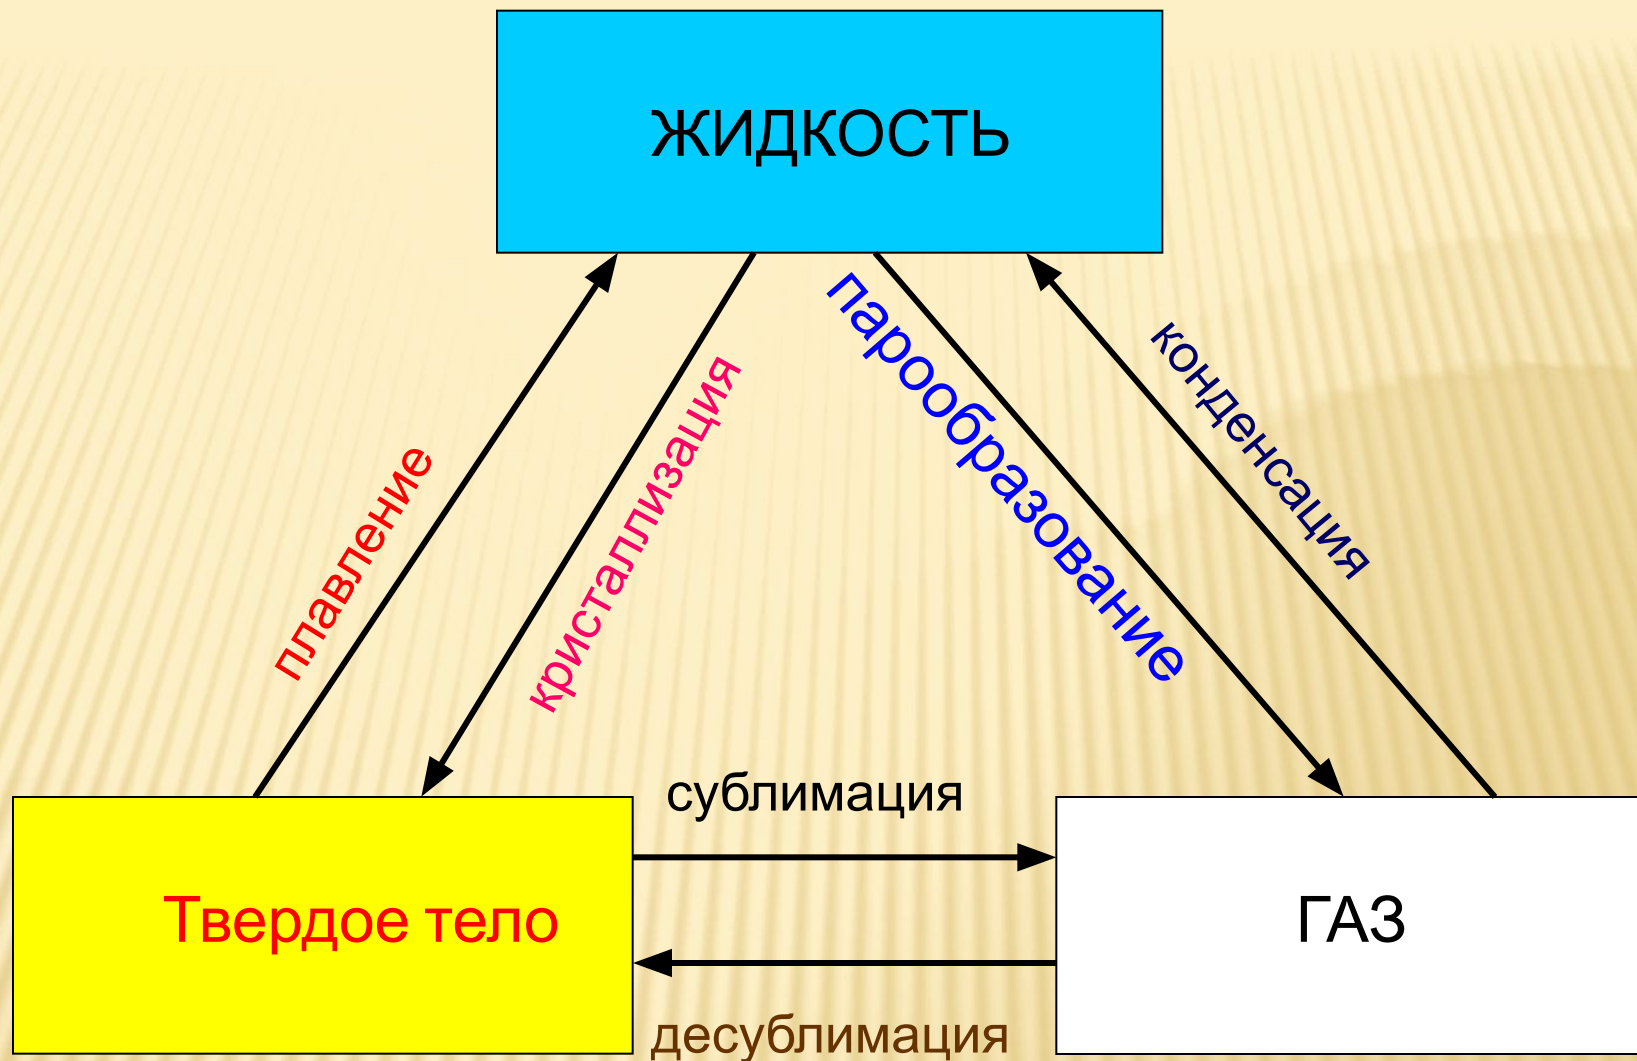 ЖИДКОСТЬ
плавление
кристаллизация
парообразование
конденсация
сублимация
Твердое тело
ГАЗ
десублимация